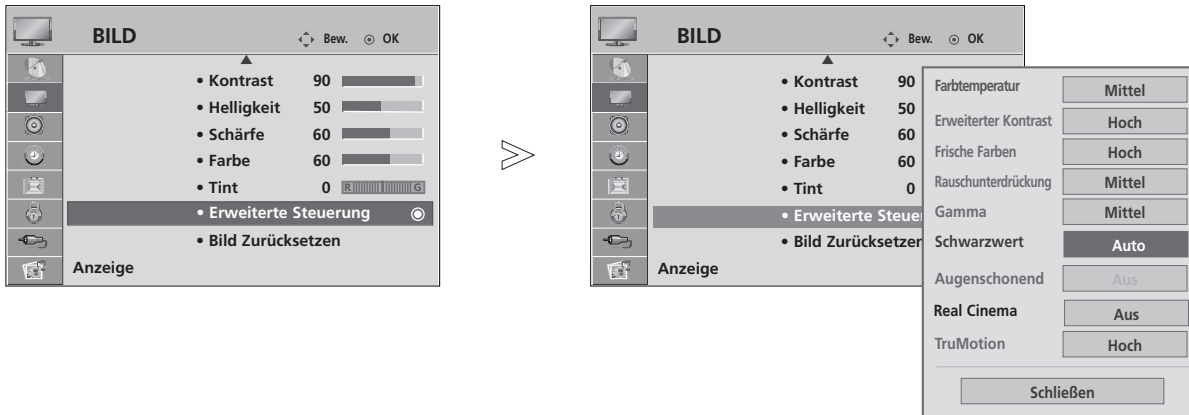 BILD Bew. OK
• Kontrast 90
• Helligkeit 50
• Schärfe 60
• Farbe 60
• Tint 0 R G
• Erweiterte Steuerung
• Bild Zurücksetzen
Anzeige
>
BILD Bew. OK
• Kontrast 90
• Helligkeit 50
• Schärfe 60
• Farbe 60
• Tint 0
• Erweiterte Steuer
• Bild Zurücksetzen
Anzeige
Farbtemperatur Mittel
Erweiterter Kontrast Hoch
Frische Farben Hoch
Rauschunterdrückung Mittel
Gamma Mittel
Schwarzwert Auto
Augenschonend Aus
Real Cinema Aus
TruMotion Hoch
Schließen